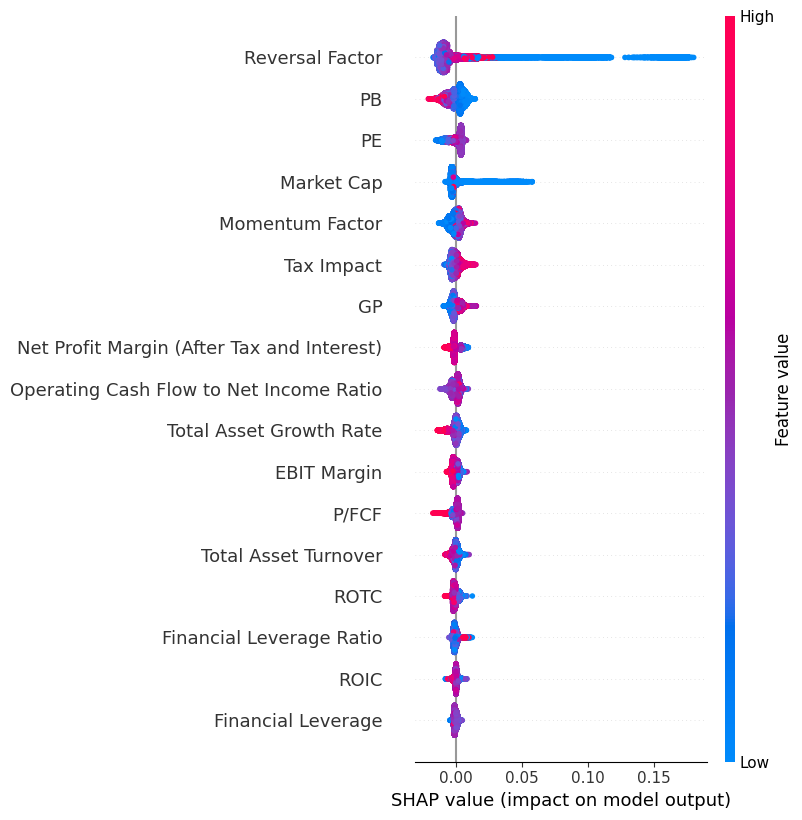 High
Reversal Factor
PB
PE
Market Cap
Momentum Factor
Tax Impact
GP
Net Profit Margin (After Tax and Interest)
Operating Cash Flow to Net Income Ratio
Total Asset Growth Rate
EBIT Margin
P/FCF
Total Asset Turnover
ROTC
Financial Leverage Ratio
ROIC
Financial Leverage
Feature value
Low
0.00 0.05 0.10 0.15
SHAP value (impact on model output)